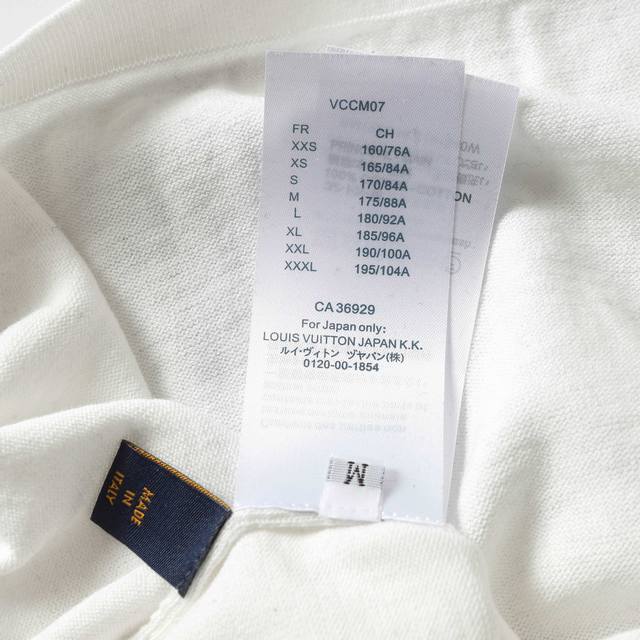 VCCM07
FR CH
XXS 160/76A
XS 165/84A
S 170/84A
M 175/88A
L 180/92A
XL 185/96A
XXL 190/100A
XXXL 195/104A
CA 36929
For Japan only:
LOUIS VUITTON JAPAN K.K.
ルイ・ヴィトン ヅャパン(株)
0120-00-1854
M
MADE
IN
ITALY